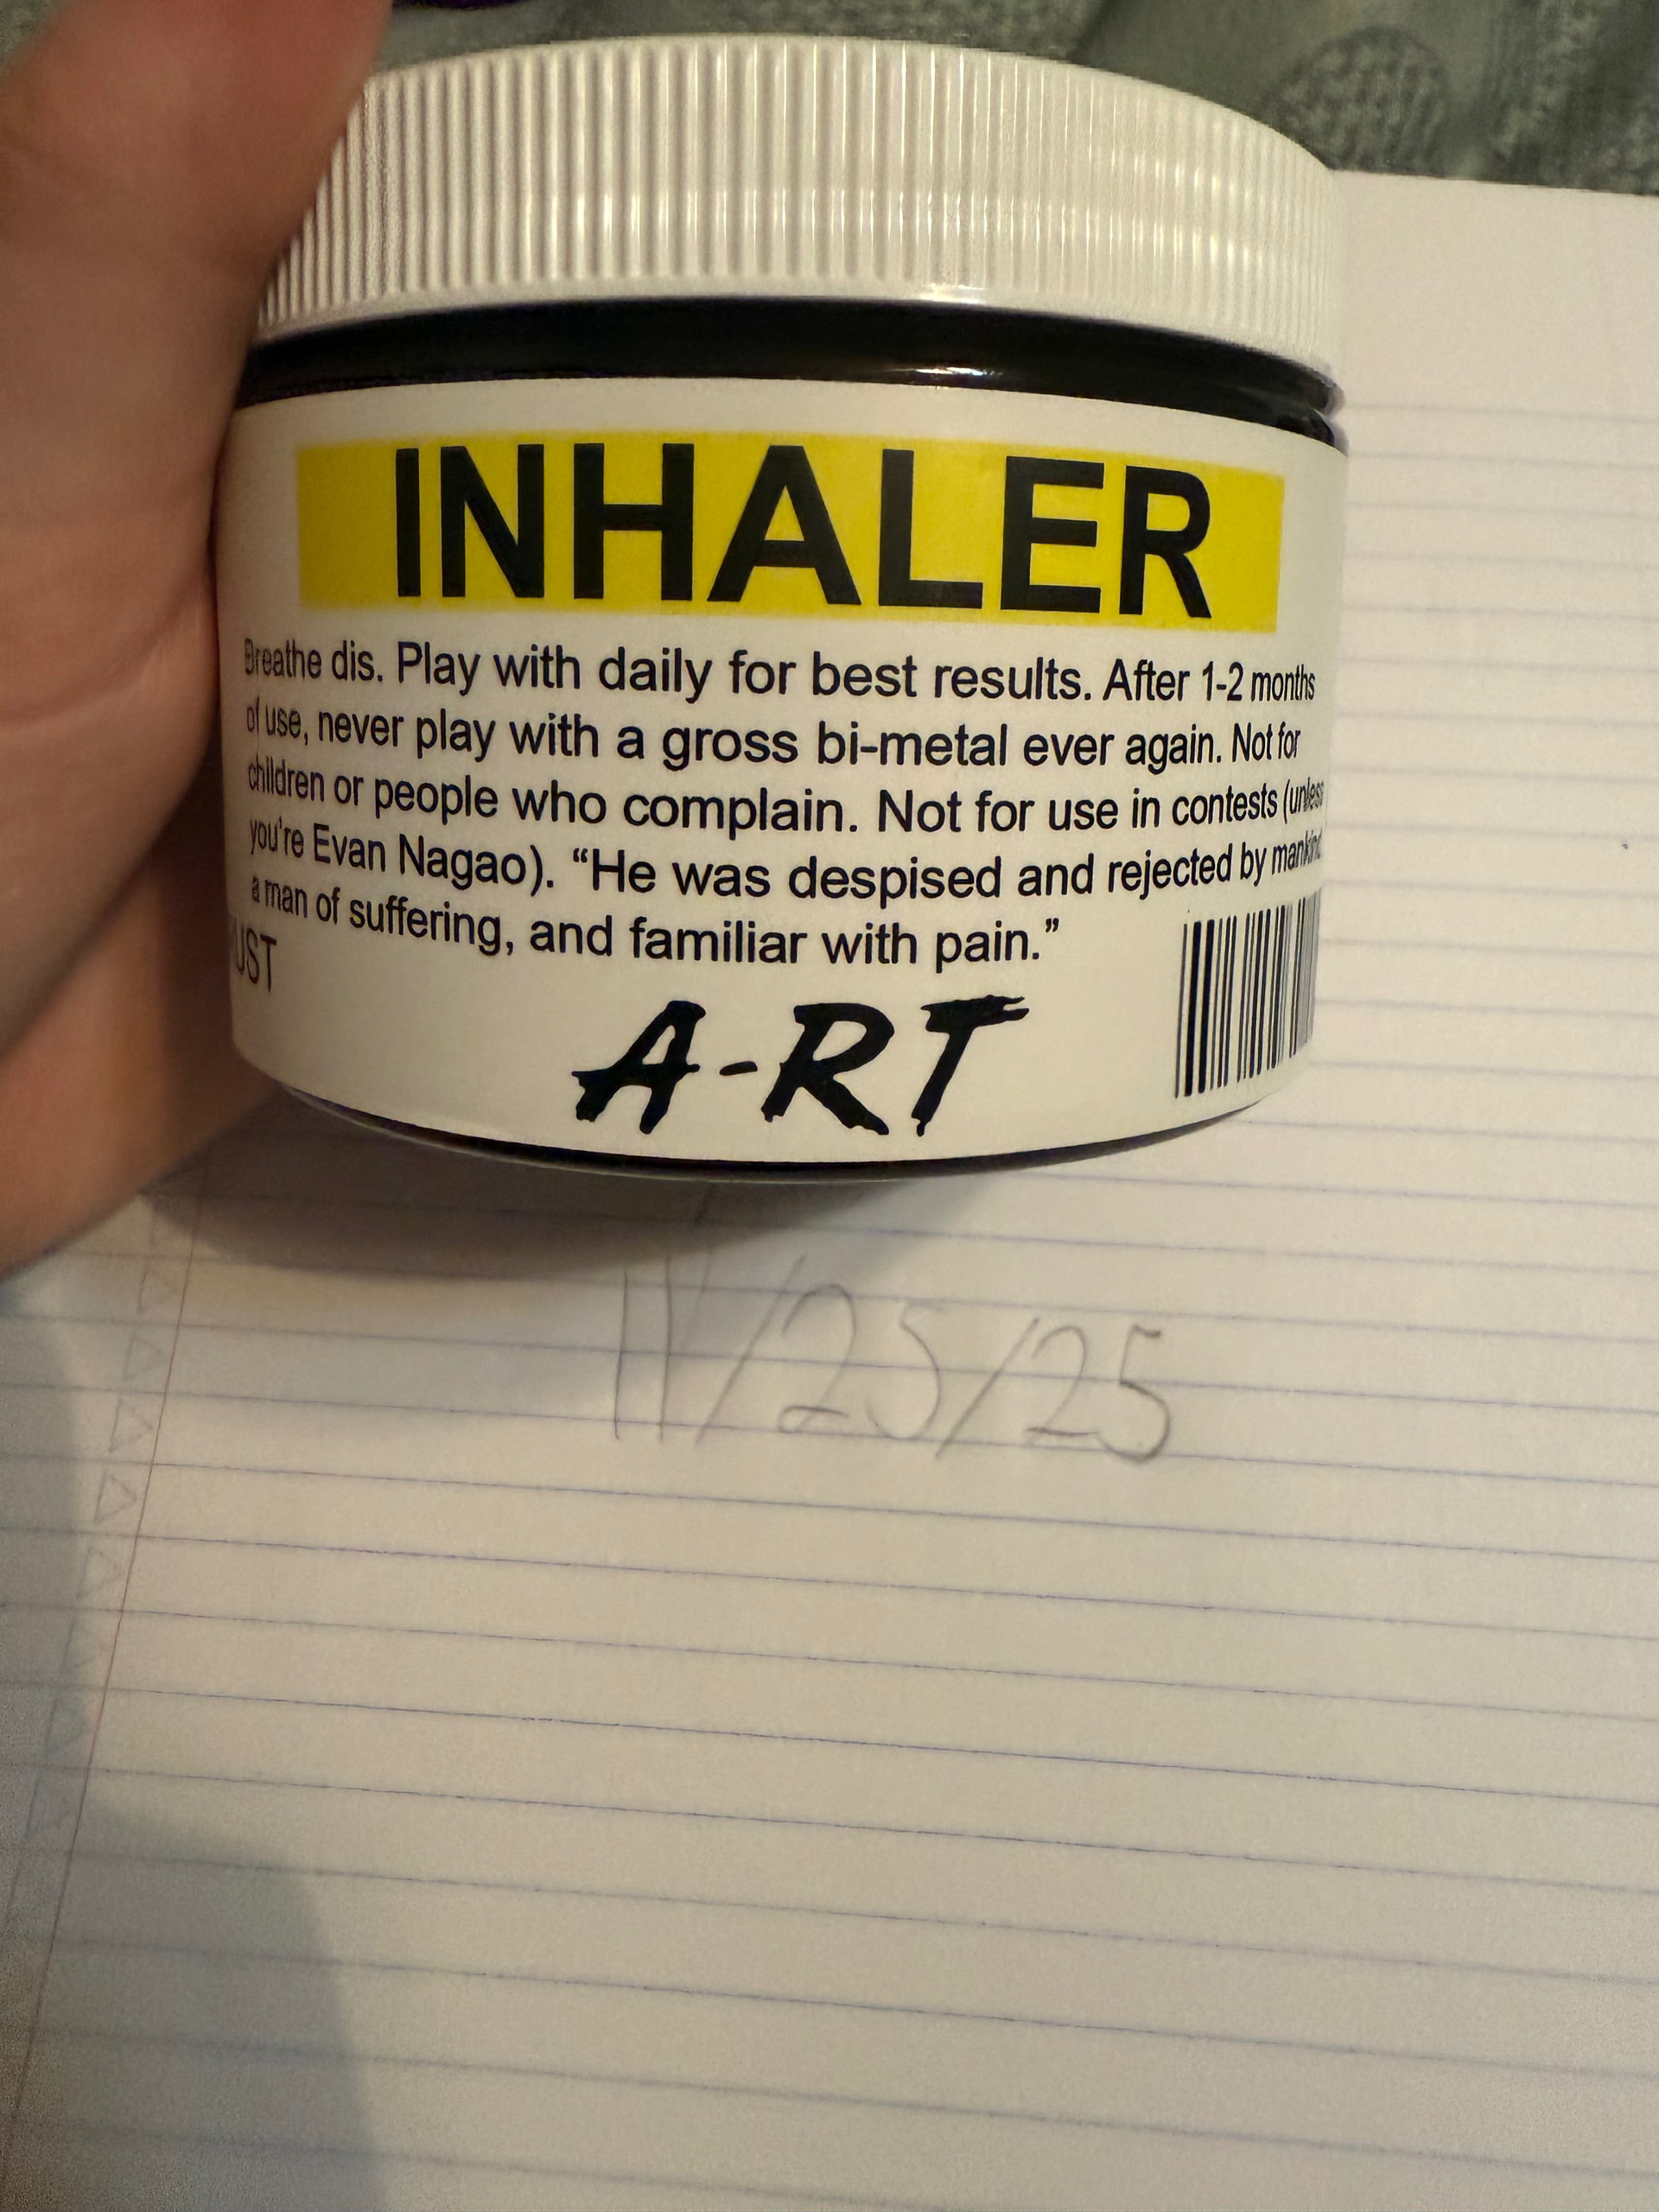 INHALER
Breathe dis. Play with daily for best results. After 1-2 months
of use, never play with a gross bi-metal ever again. Not for
children or people who complain. Not for use in contests (unless
you're Evan Nagao). “He was despised and rejected by mankind
a man of suffering, and familiar with pain.”
UST
A-RT
11/25/25